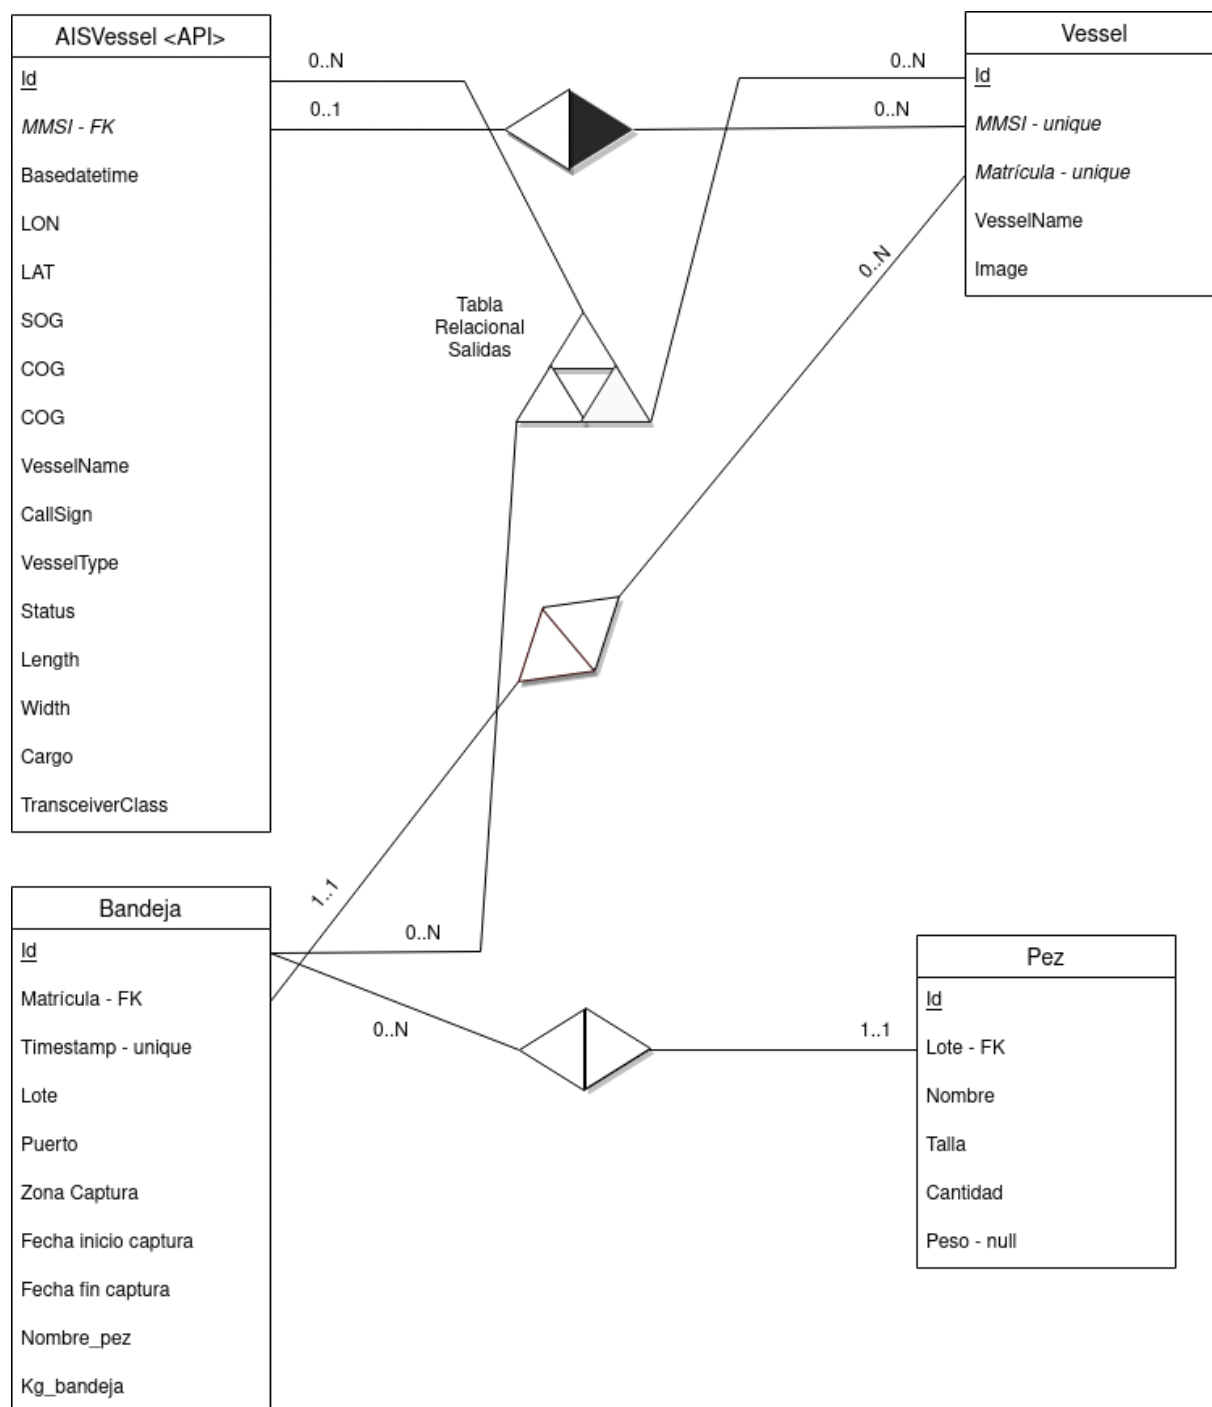 AISVessel <API>
Id
MMSI - FK
Basedatetime
LON
LAT
SOG
COG
COG
VesselName
CallSign
VesselType
Status
Length
Width
Cargo
TransceiverClass
0..N
0..1
0..N
0..N
Vessel
Id
MMSI - unique
Matrícula - unique
VesselName
Image
Tabla
Relacional
Salidas
0..N
1..1
0..N
0..N
1..1
Bandeja
Id
Matrícula - FK
Timestamp - unique
Lote
Puerto
Zona Captura
Fecha inicio captura
Fecha fin captura
Nombre_pez
Kg_bandeja
Pez
Id
Lote - FK
Nombre
Talla
Cantidad
Peso - null